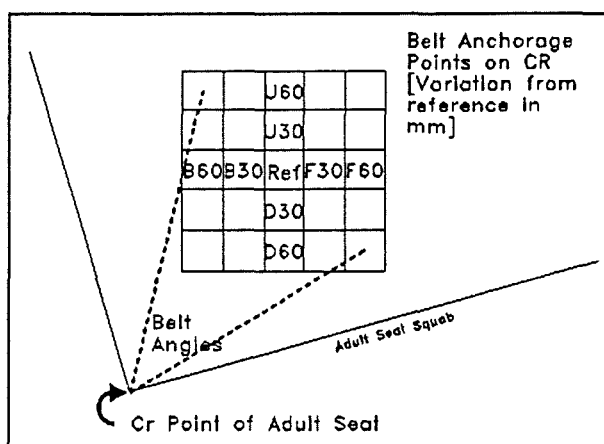 Belt Anchorage
Points on CR
[Variation from
reference in
mm]
U60
U30
B60 B30 Ref F30 F60
D30
D60
Belt
Angles
Adult Seat Squab
Cr Point of Adult Seat